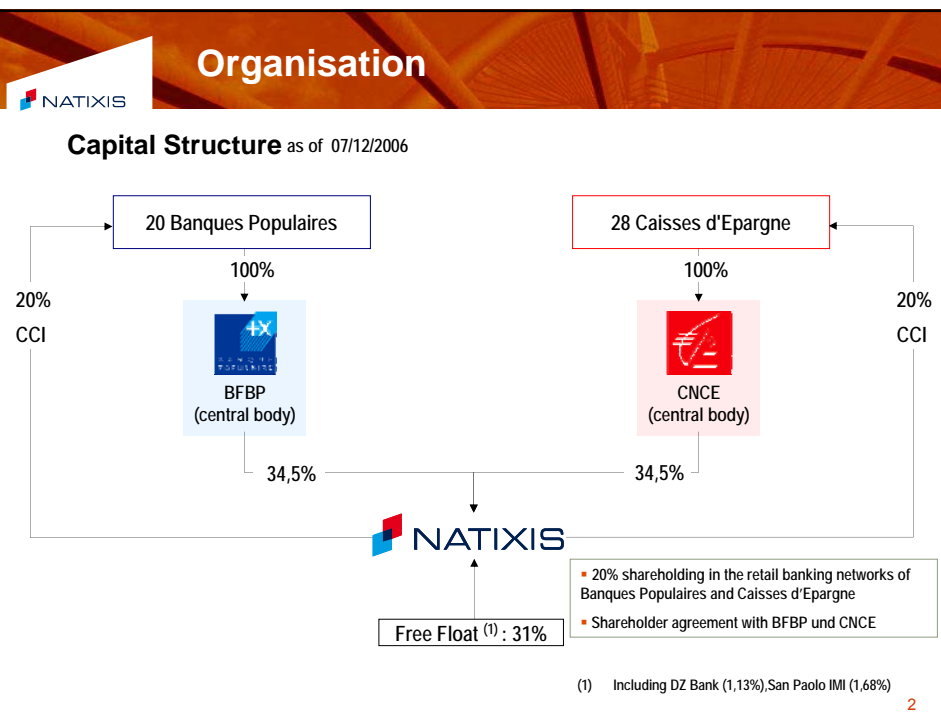 Organisation
NATIXIS
Capital Structure as of 07/12/2006
20 Banques Populaires
28 Caisses d'Epargne
100%
100%
20%
CCI
20%
CCI
+X
BANQUE
POPULAIRE
BFBP
(central body)
CNCE
(central body)
34,5%
34,5%
NATIXIS
▪ 20% shareholding in the retail banking networks of
Banques Populaires and Caisses d'Epargne
▪ Shareholder agreement with BFBP und CNCE
Free Float (1) : 31%
(1) Including DZ Bank (1,13%),San Paolo IMI (1,68%)
2